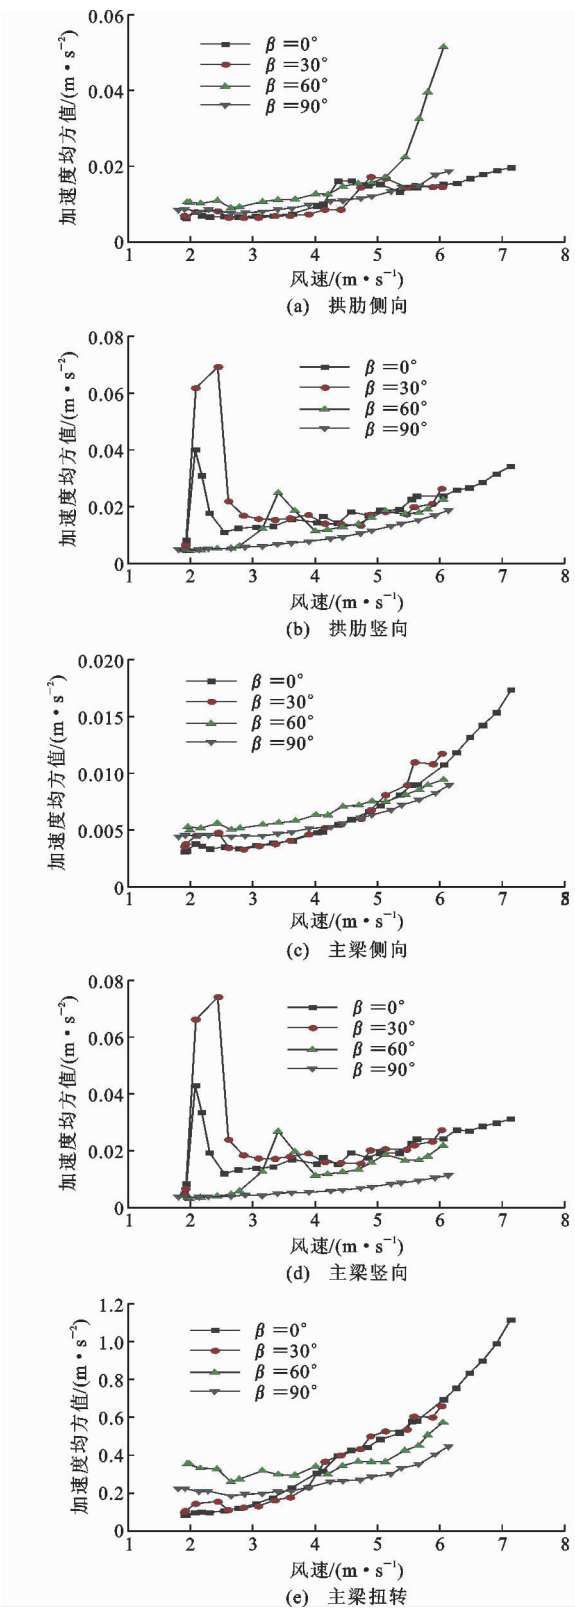 0.06
0.04
0.02
0
加速度均方值/(m·s⁻²)
β=0°
β=30°
β=60°
β=90°
1 2 3 4 5 6 7 8
风速/(m·s⁻¹)
(a) 拱肋侧向
0.08
0.06
0.04
0.02
0
加速度均方值/(m·s⁻²)
β=0°
β=30°
β=60°
β=90°
1 2 3 4 5 6 7 8
风速/(m·s⁻¹)
(b) 拱肋竖向
0.020
0.015
0.010
0.005
0
加速度均方值/(m·s⁻²)
β=0°
β=30°
β=60°
β=90°
1 2 3 4 5 6 7 8
风速/(m·s⁻¹)
(c) 主梁侧向
0.08
0.06
0.04
0.02
0
加速度均方值/(m·s⁻²)
β=0°
β=30°
β=60°
β=90°
1 2 3 4 5 6 7 8
风速/(m·s⁻¹)
(d) 主梁竖向
1.2
1.0
0.8
0.6
0.4
0.2
0
加速度均方值/(m·s⁻²)
β=0°
β=30°
β=60°
β=90°
1 2 3 4 5 6 7 8
风速/(m·s⁻¹)
(e) 主梁扭转